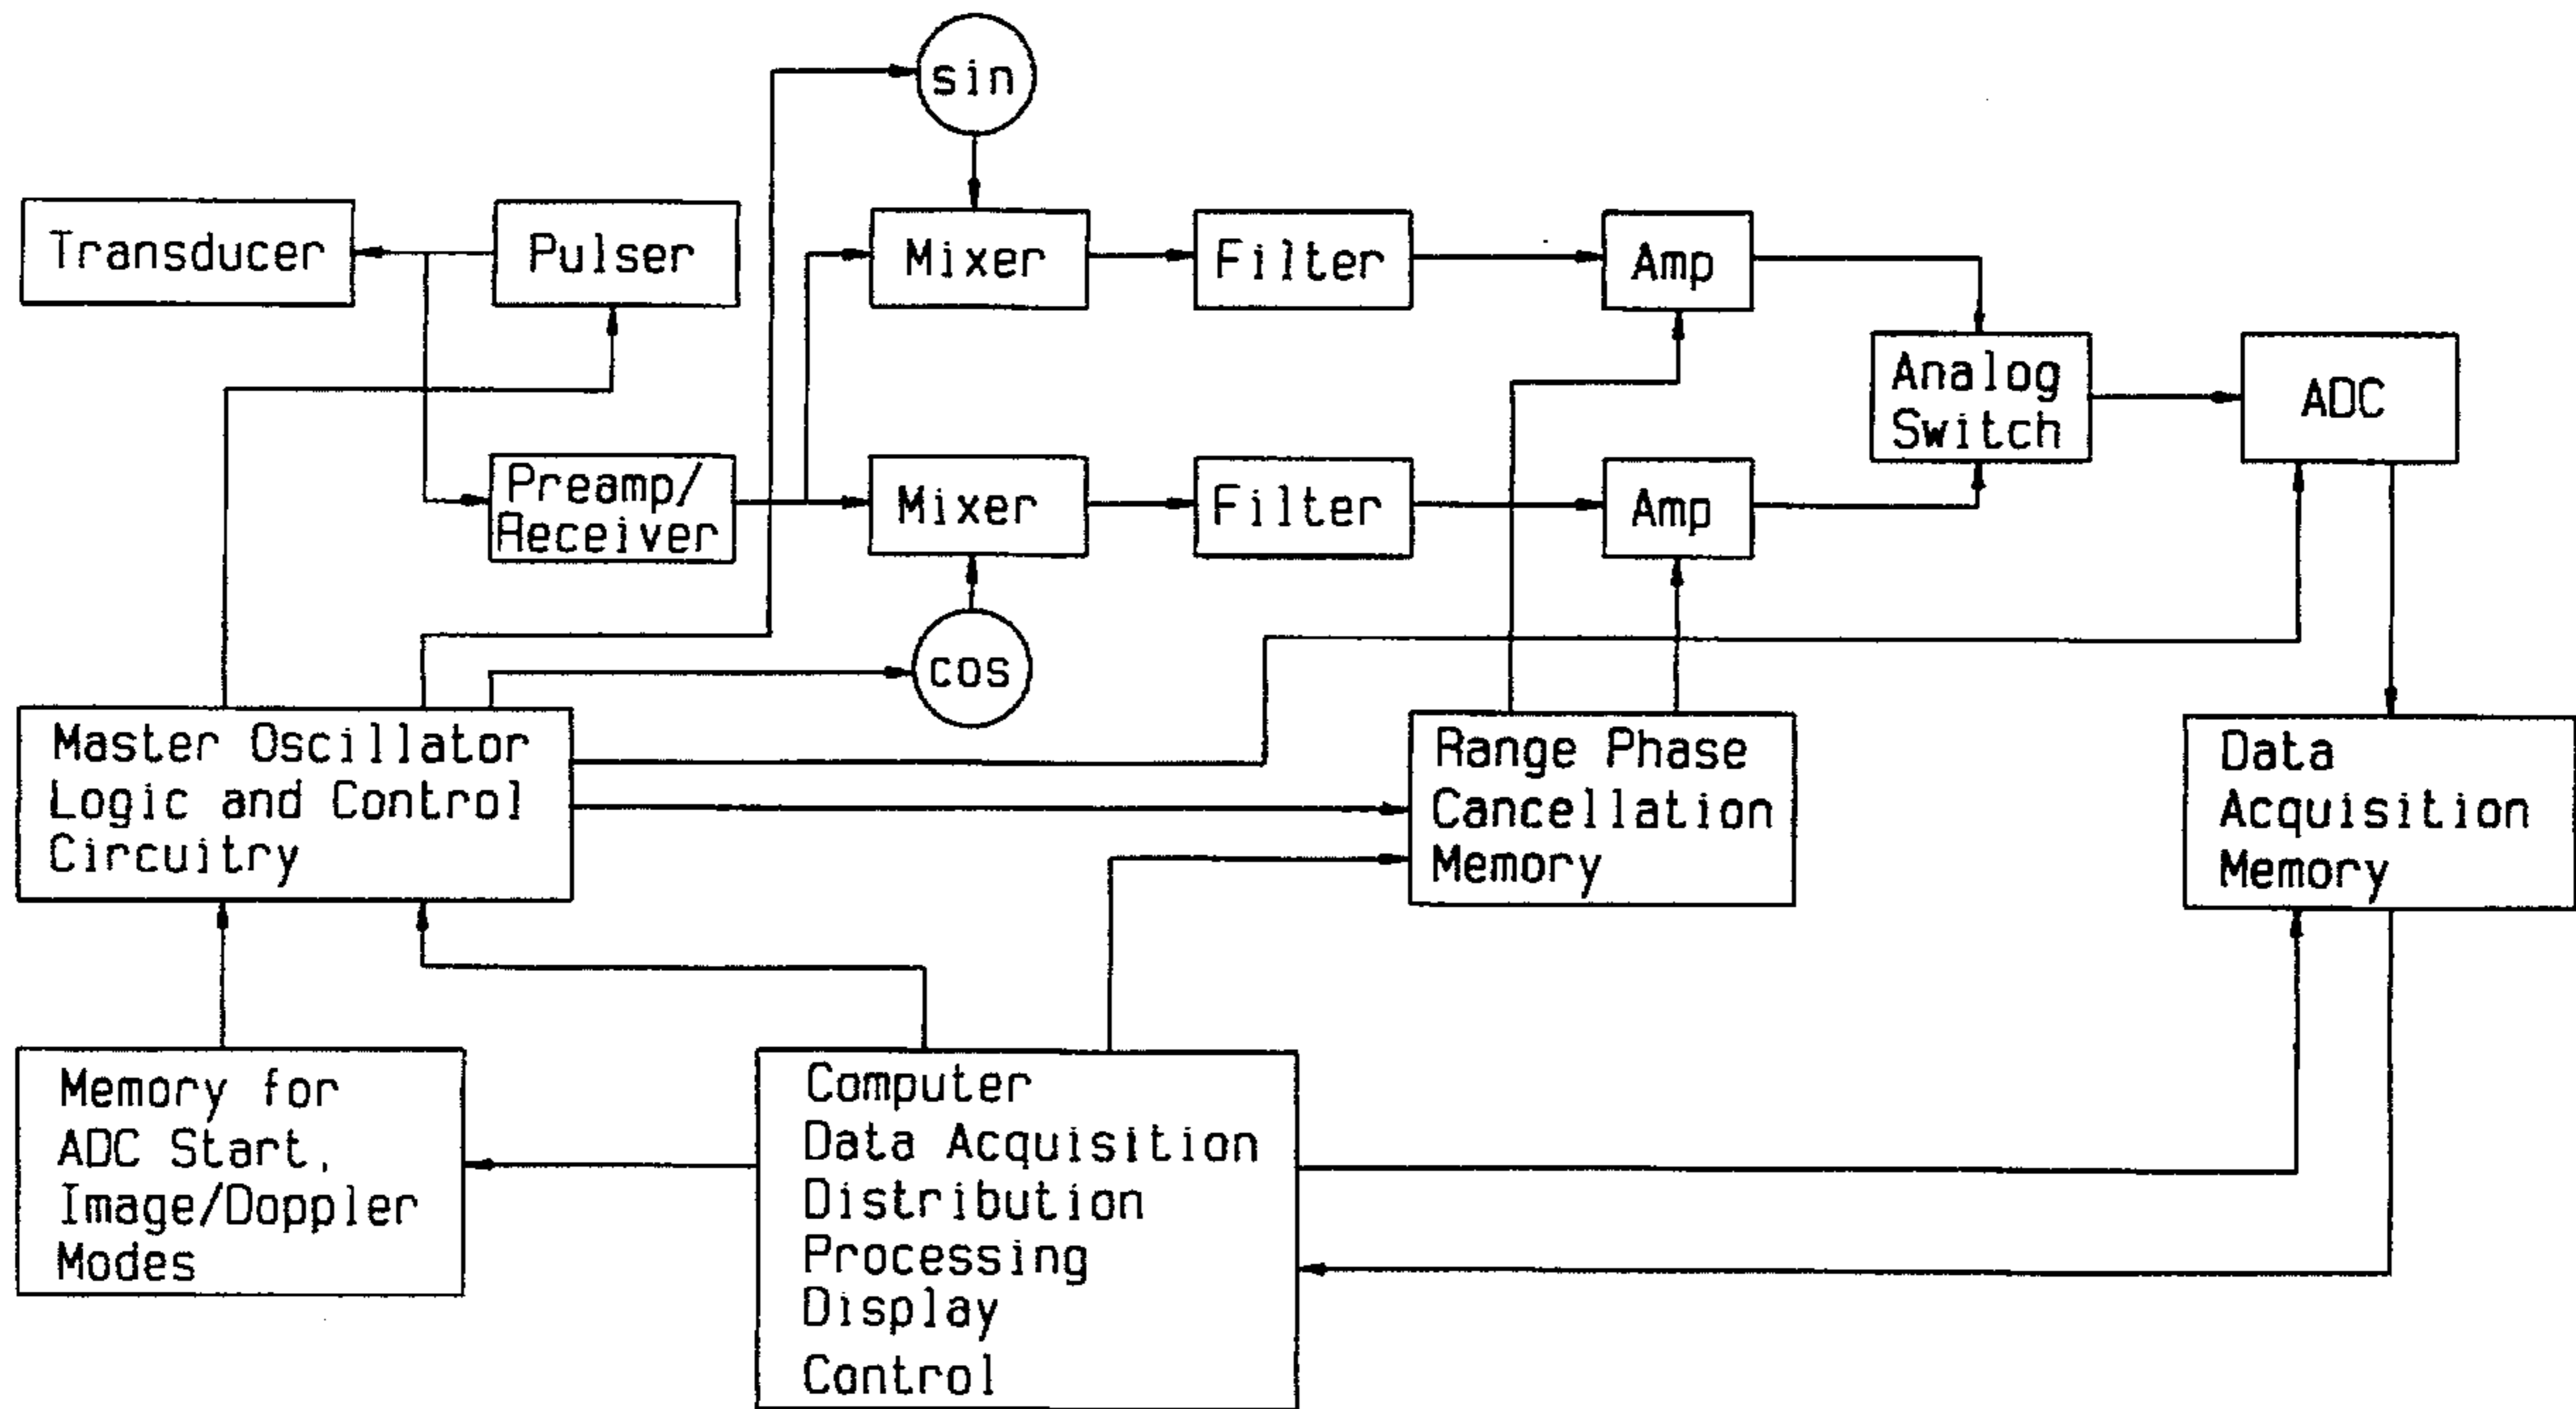 sin
Transducer
Pulser
Mixer
Filter
Amp
Analog
Switch
ADC
Preamp/
Receiver
Mixer
Filter
Amp
cos
Master Oscillator
Logic and Control
Circuitry
Range Phase
Cancellation
Memory
Data
Acquisition
Memory
Memory for
ADC Start,
Image/Doppler
Modes
Computer
Data Acquisition
Distribution
Processing
Display
Control